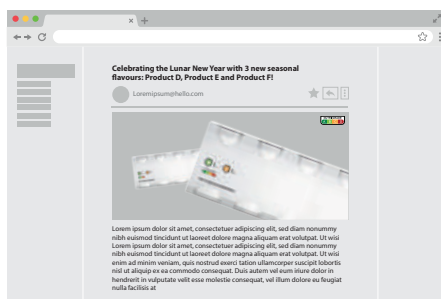 Celebrating the Lunar New Year with 3 new seasonal
flavours: Product D, Product E and Product F!
Loremipsum@hello.com
Lorem ipsum dolor sit amet, consectetuer adipiscing elit, sed diam nonummy
nibh euismod tincidunt ut laoreet dolore magna aliquam erat volutpat. Ut wisi
Lorem ipsum dolor sit amet, consectetuer adipiscing elit, sed diam nonummy
nibh euismod tincidunt ut laoreet dolore magna aliquam erat volutpat. Ut wisi
enim ad minim veniam, quis nostrud exerci tation ullamcorper suscipit lobortis
nisl ut aliquip ex ea commodo consequat. Duis autem vel eum iriure dolor in
hendrerit in vulputate velit esse molestie consequat, vel illum dolore eu feugiat
nulla facilisis at